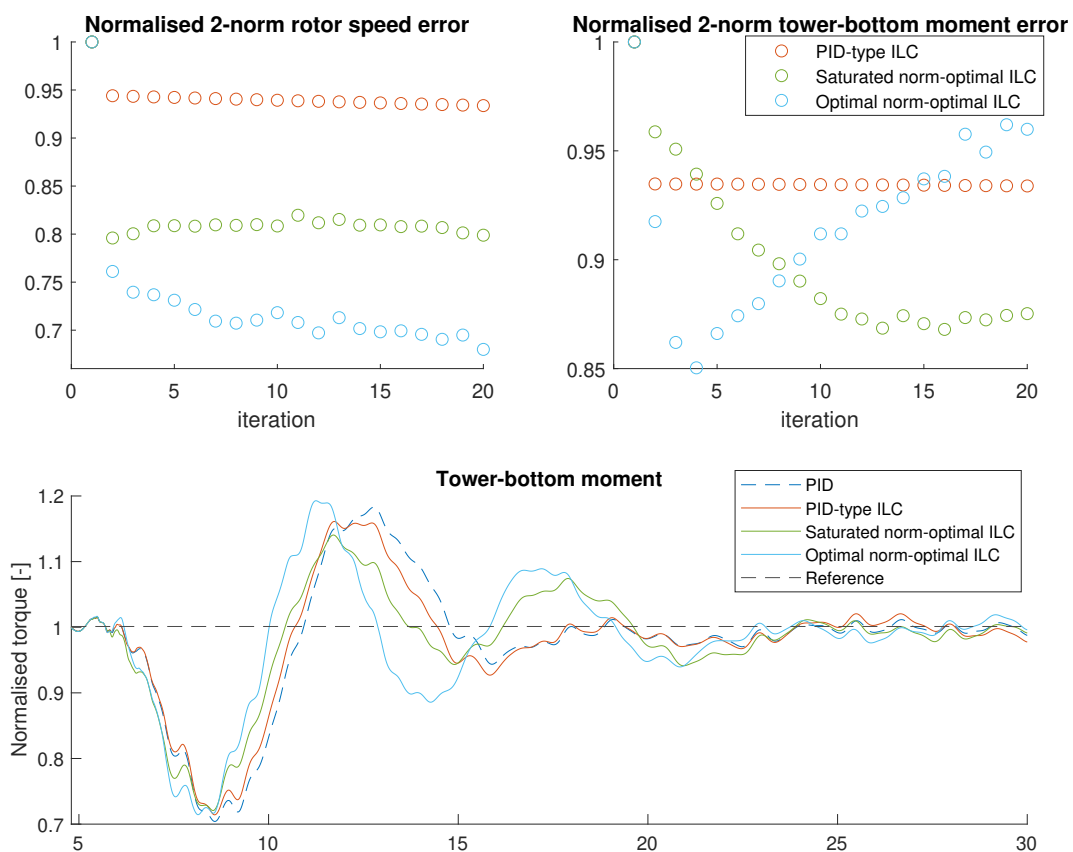 Normalised 2-norm rotor speed error
1
0.95
0.9
0.85
0.8
0.75
0.7
0
5
10
15
20
iteration
Normalised 2-norm tower-bottom moment error
PID-type ILC
Saturated norm-optimal ILC
Optimal norm-optimal ILC
1
0.95
0.9
0.85
0
5
10
15
20
iteration
Tower-bottom moment
PID
PID-type ILC
Saturated norm-optimal ILC
Optimal norm-optimal ILC
Reference
Normalised torque [-]
1.2
1.1
1
0.9
0.8
0.7
5
10
15
20
25
30